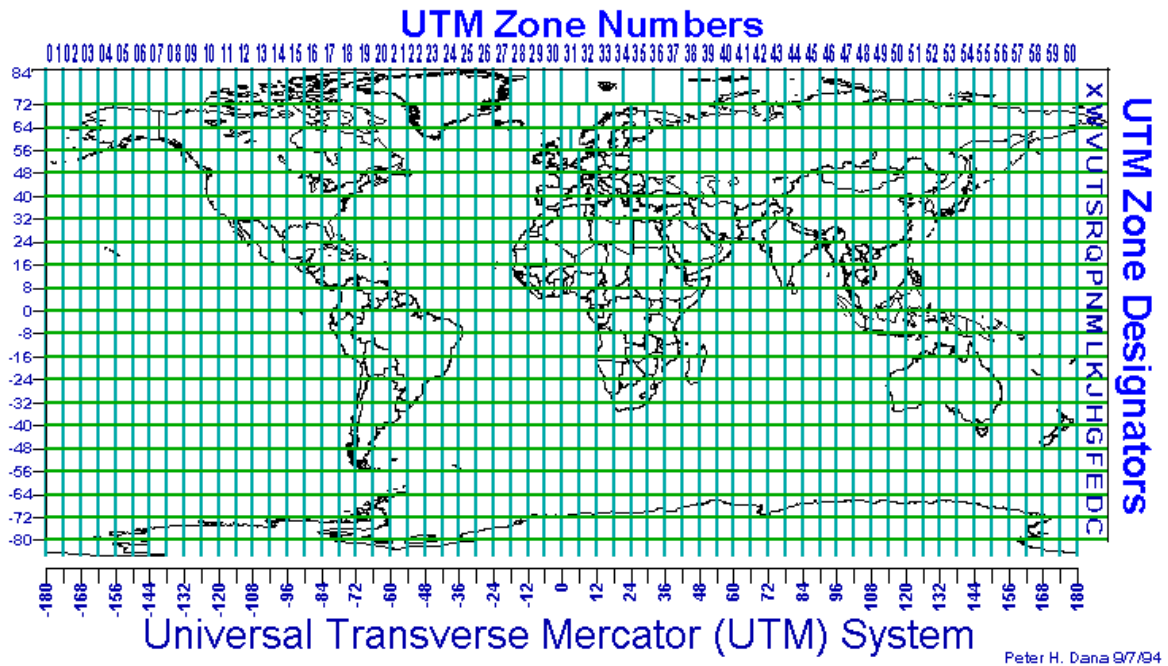 UTM Zone Numbers
01 02 03 04 05 06 07 08 09 10 11 12 13 14 15 16 17 18 19 20 21 22 23 24 25 26 27 28 29 30 31 32 33 34 35 36 37 38 39 40 41 42 43 44 45 46 47 48 49 50 51 52 53 54 55 56 57 58 59 60
84
72
64
56
48
40
32
24
16
8
0
-8
-16
-24
-32
-40
-48
-56
-64
-72
-80
X
W
V
U
T
S
R
Q
P
N
M
L
K
J
H
G
F
E
D
C
UTM Zone Designators
-180 -168 -156 -144 -132 -120 -108 -96 -84 -72 -60 -48 -36 -24 -12 0 12 24 36 48 60 72 84 96 108 120 132 144 156 168 180
Universal Transverse Mercator (UTM) System
Peter H. Dana 9/7/94